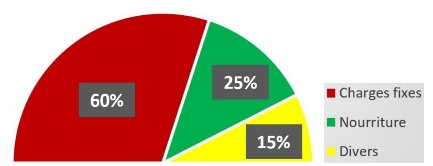 60%
25%
15%
Charges fixes
Nourriture
Divers